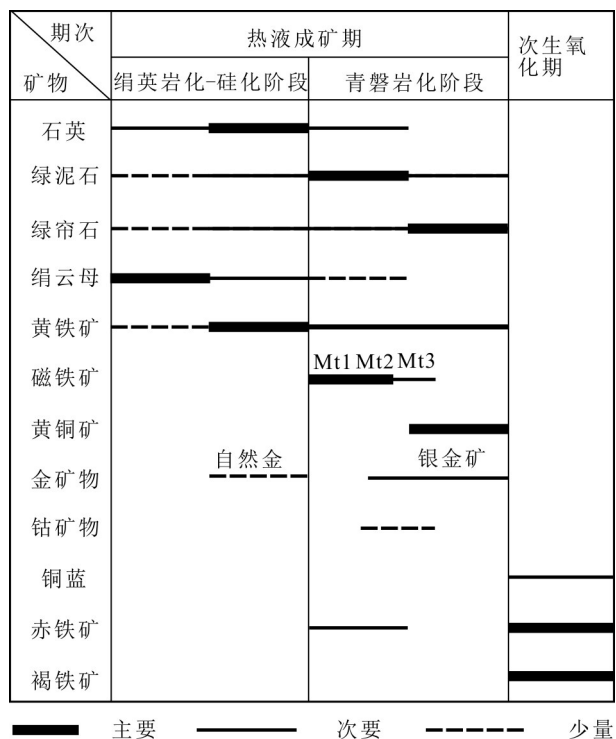 期次
矿物
热液成矿期
次生氧
化期
绢英岩化-硅化阶段
青磐岩化阶段
石英
绿泥石
绿帘石
绢云母
黄铁矿
Mt1 Mt2 Mt3
磁铁矿
黄铜矿
自然金
银金矿
金矿物
钴矿物
铜蓝
赤铁矿
褐铁矿
主要
次要
少量